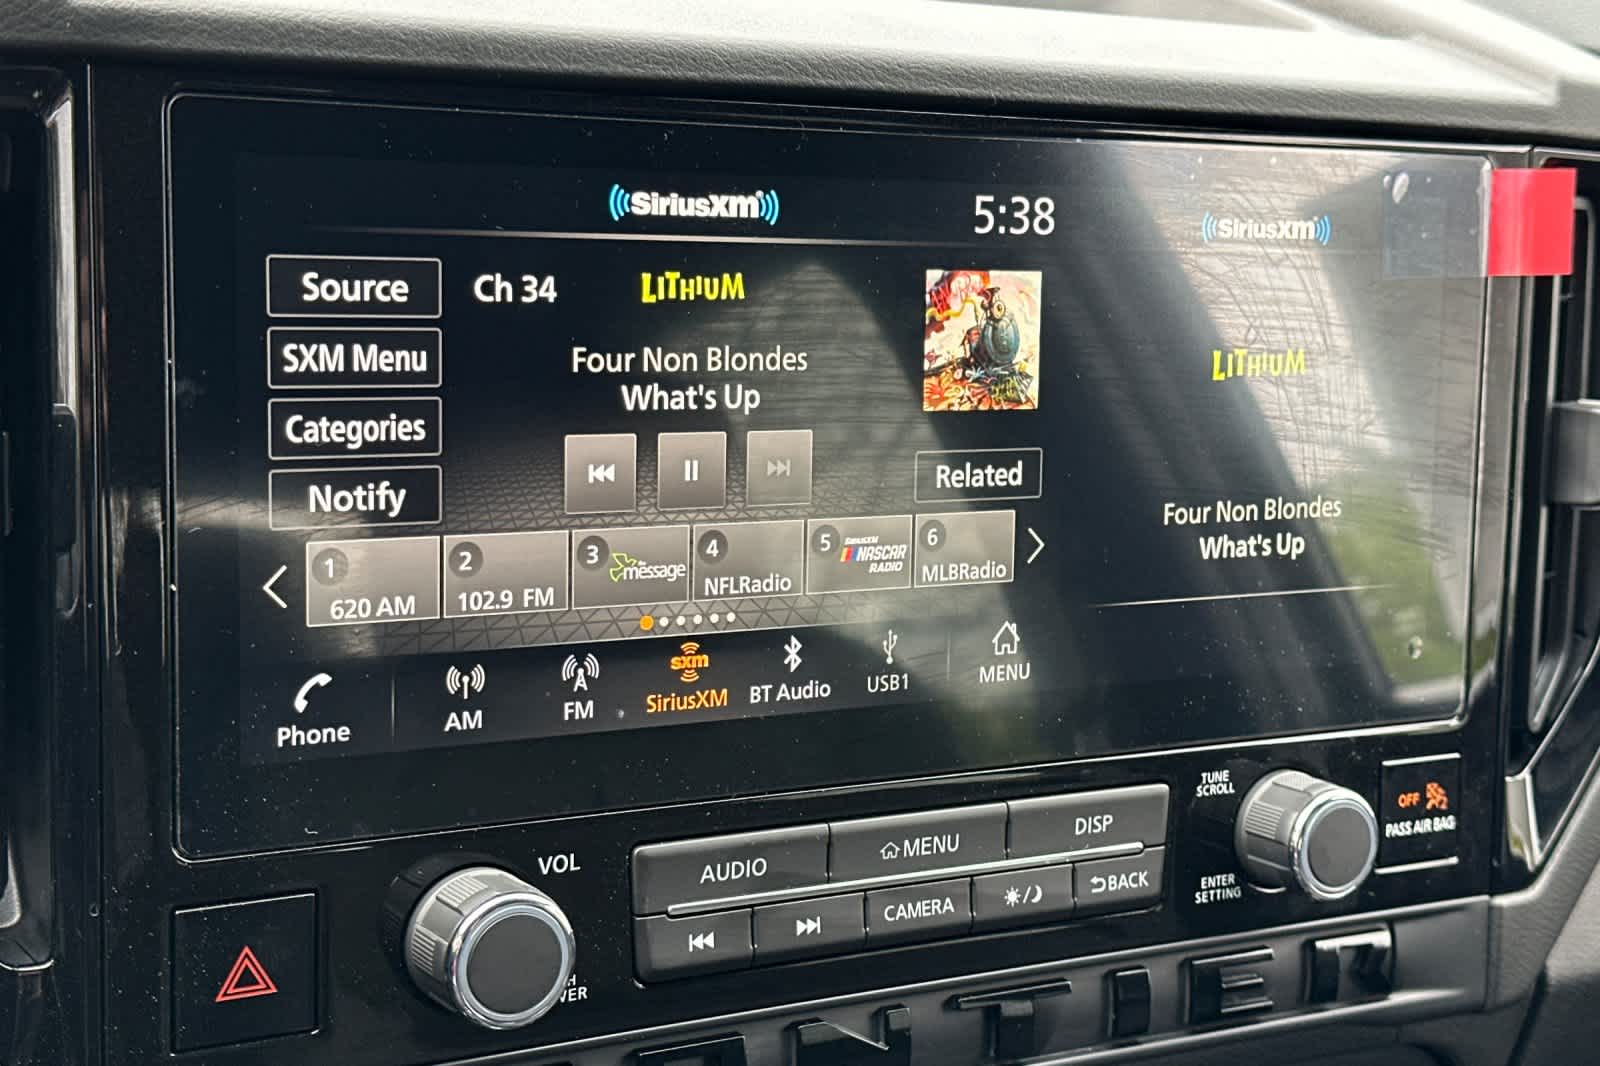 SiriusXM
5:38
SiriusXM
Source
Ch 34
LiTHIUM
SXM Menu
Four Non Blondes
What's Up
LiTHIUM
Categories
Notify
Related
Four Non Blondes
What's Up
1
620 AM
2
102.9 FM
3
the message
4
NFLRadio
5
SIRIUSXM
NASCAR
RADIO
6
MLBRadio
Phone
AM
FM
sxm
SiriusXM
BT Audio
USB1
MENU
TUNE
SCROLL
VOL
AUDIO
MENU
DISP
OFF
PASS AIR BAG
CAMERA
BACK
ENTER
SETTING